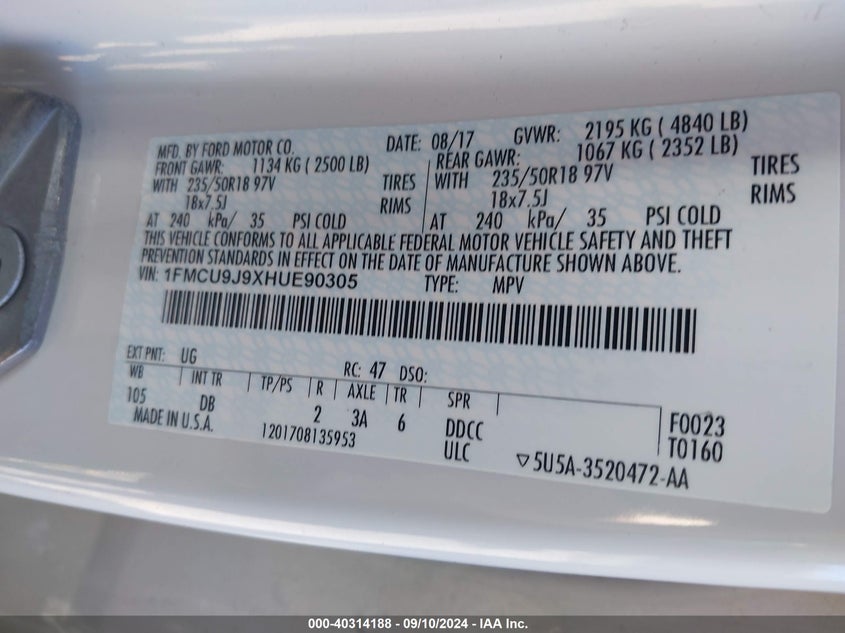 MFD. BY FORD MOTOR CO. DATE: 08/17 GVWR: 2195 KG ( 4840 LB)
FRONT GAWR: 1134 KG ( 2500 LB) REAR GAWR: 1067 KG ( 2352 LB)
WITH 235/50R18 97V TIRES WITH 235/50R18 97V TIRES
18x7.5J RIMS 18x7.5J RIMS
AT 240 kPa/ 35 PSI COLD AT 240 kPa/ 35 PSI COLD
THIS VEHICLE CONFORMS TO ALL APPLICABLE FEDERAL MOTOR VEHICLE SAFETY AND THEFT
PREVENTION STANDARDS IN EFFECT ON THE DATE OF MANUFACTURE SHOWN ABOVE.
VIN: 1FMCU9J9XHUE90305 TYPE: MPV
EXT PNT: UG RC: 47 DSO:
WB INT TR TP/PS R AXLE TR SPR
105 DB 2 3A 6 DDCC F0023
MADE IN U.S.A. 1201708135953 ULC T0160
▽5U5A-3520472-AA
000-40314188 - 09/10/2024 - IAA Inc.